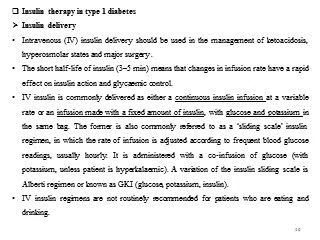 ❑ Insulin therapy in type 1 diabetes
➤ Insulin delivery
• Intravenous (IV) insulin delivery should be used in the management of ketoacidosis,
hyperosmolar states and major surgery.
• The short half-life of insulin (3–5 min) means that changes in infusion rate have a rapid
effect on insulin action and glycaemic control.
• IV insulin is commonly delivered as either a continuous insulin infusion at a variable
rate or an infusion made with a fixed amount of insulin, with glucose and potassium in
the same bag. The former is also commonly referred to as a 'sliding scale' insulin
regimen, in which the rate of infusion is adjusted according to frequent blood glucose
readings, usually hourly. It is administered with a co-infusion of glucose (with
potassium, unless patient is hyperkalaemic). A variation of the insulin sliding scale is
Alberti regimen or known as GKI (glucose, potassium, insulin).
• IV insulin regimens are not routinely recommended for patients who are eating and
drinking.